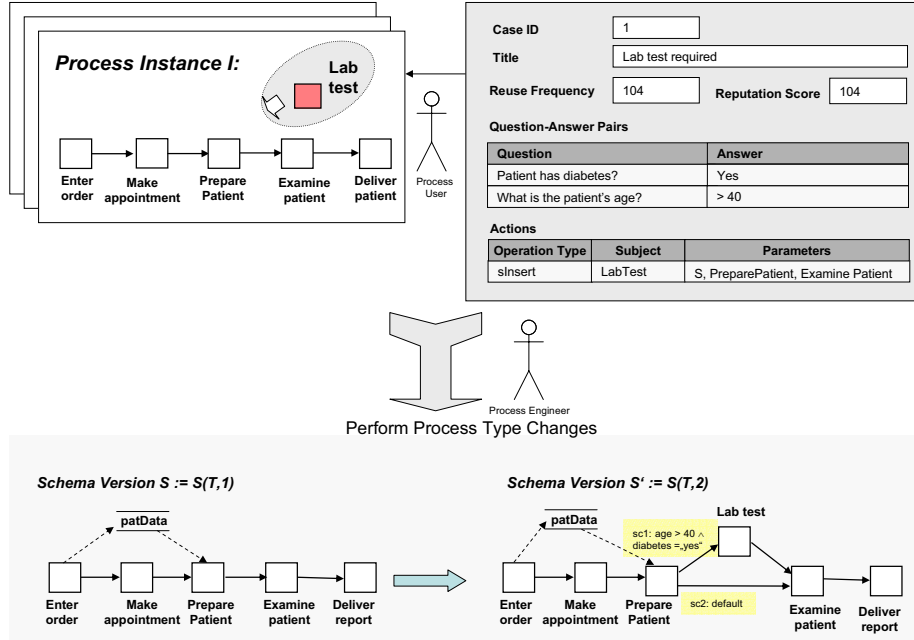 Process Instance I:
Lab
test
Enter
order
Make
appointment
Prepare
Patient
Examine
patient
Deliver
patient
Process
User
Case ID
1
Title
Lab test required
Reuse Frequency
104
Reputation Score
104
Question-Answer Pairs
Question Answer
Patient has diabetes? Yes
What is the patient's age? > 40
Actions
Operation Type Subject Parameters
sInsert LabTest S, PreparePatient, Examine Patient
Process Engineer
Perform Process Type Changes
Schema Version S := S(T,1)
patData
Enter
order
Make
appointment
Prepare
Patient
Examine
patient
Deliver
report
Schema Version S‘ := S(T,2)
patData
sc1: age > 40 ∧
diabetes =„yes“
Lab test
sc2: default
Enter
order
Make
appointment
Prepare
Patient
Examine
patient
Deliver
report